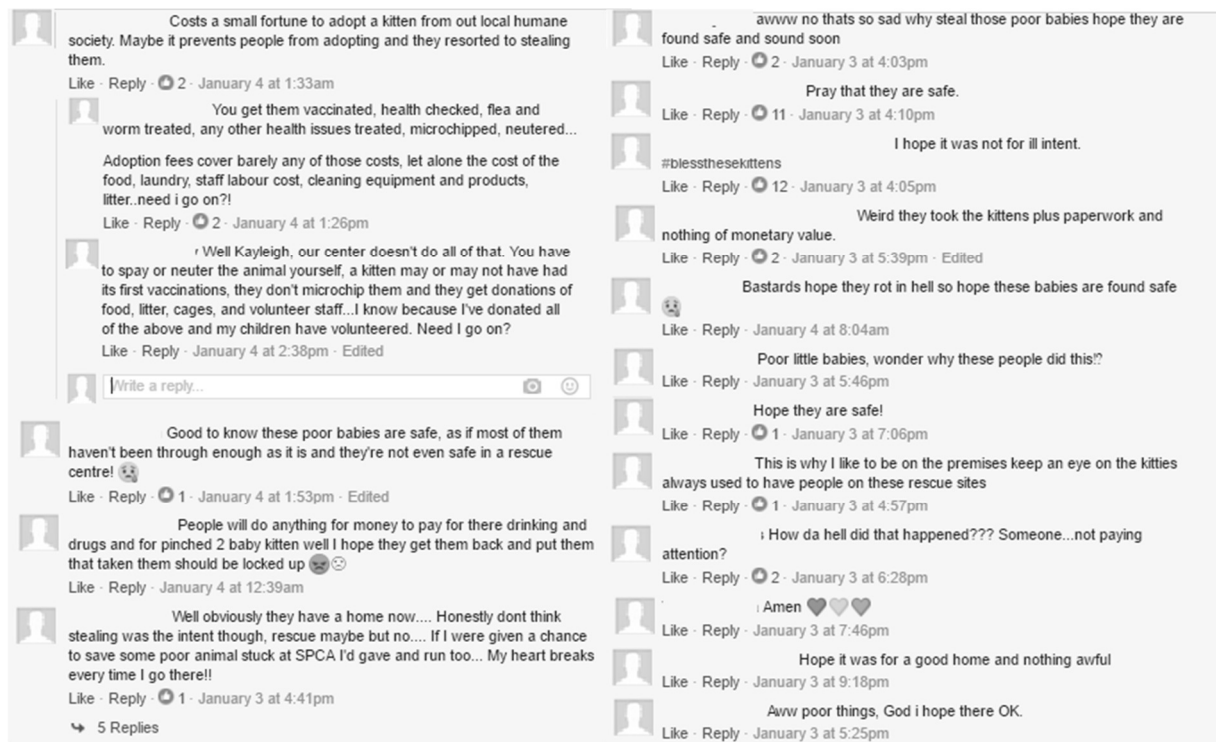 Costs a small fortune to adopt a kitten from out local humane
society. Maybe it prevents people from adopting and they resorted to stealing
them.
Like · Reply · 2 · January 4 at 1:33am
You get them vaccinated, health checked, flea and
worm treated, any other health issues treated, microchipped, neutered...
Adoption fees cover barely any of those costs, let alone the cost of the
food, laundry, staff labour cost, cleaning equipment and products,
litter..need i go on?!
Like · Reply · 2 · January 4 at 1:26pm
Well Kayleigh, our center doesn't do all of that. You have
to spay or neuter the animal yourself, a kitten may or may not have had
its first vaccinations, they don't microchip them and they get donations of
food, litter, cages, and volunteer staff...I know because I've donated all
of the above and my children have volunteered. Need I go on?
Like · Reply · January 4 at 2:38pm · Edited
Write a reply...
Good to know these poor babies are safe, as if most of them
haven't been through enough as it is and they're not even safe in a rescue
centre! 😢
Like · Reply · 1 · January 4 at 1:53pm · Edited
People will do anything for money to pay for there drinking and
drugs and for pinched 2 baby kitten well I hope they get them back and put them
that taken them should be locked up 😡☹
Like · Reply · January 4 at 12:39am
Well obviously they have a home now.... Honestly dont think
stealing was the intent though, rescue maybe but no.... If I were given a chance
to save some poor animal stuck at SPCA I'd gave and run too... My heart breaks
every time I go there!!
Like · Reply · 1 · January 3 at 4:41pm
5 Replies
awww no thats so sad why steal those poor babies hope they are
found safe and sound soon
Like · Reply · 2 · January 3 at 4:03pm
Pray that they are safe.
Like · Reply · 11 · January 3 at 4:10pm
I hope it was not for ill intent.
#blessthesekittens
Like · Reply · 12 · January 3 at 4:05pm
Weird they took the kittens plus paperwork and
nothing of monetary value.
Like · Reply · 2 · January 3 at 5:39pm · Edited
Bastards hope they rot in hell so hope these babies are found safe
😢
Like · Reply · January 4 at 8:04am
Poor little babies, wonder why these people did this!?
Like · Reply · January 3 at 5:46pm
Hope they are safe!
Like · Reply · 1 · January 3 at 7:06pm
This is why I like to be on the premises keep an eye on the kitties
always used to have people on these rescue sites
Like · Reply · 1 · January 3 at 4:57pm
How da hell did that happened??? Someone...not paying
attention?
Like · Reply · 2 · January 3 at 6:28pm
Amen ❤💛❤
Like · Reply · January 3 at 7:46pm
Hope it was for a good home and nothing awful
Like · Reply · January 3 at 9:18pm
Aww poor things, God i hope there OK.
Like · Reply · January 3 at 5:25pm